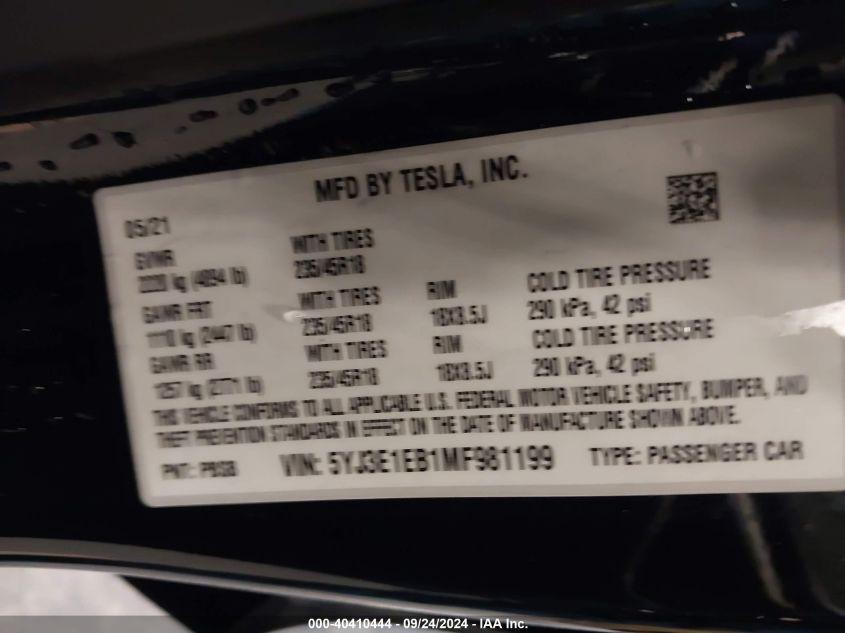 MFD BY TESLA, INC.
05/21
GVWR WITH TIRES
2220 kg (4894 lb) 235/45R18
GAWR FRT WITH TIRES RIM COLD TIRE PRESSURE
1110 kg (2447 lb) 235/45R18 18X8.5J 290 kPa, 42 psi
GAWR RR WITH TIRES RIM COLD TIRE PRESSURE
1257 kg (2771 lb) 235/45R18 18X8.5J 290 kPa, 42 psi
THIS VEHICLE CONFORMS TO ALL APPLICABLE U.S. FEDERAL MOTOR VEHICLE SAFETY, BUMPER, AND
THEFT PREVENTION STANDARDS IN EFFECT ON THE DATE OF MANUFACTURE SHOWN ABOVE.
PNT: PBSB VIN: 5YJ3E1EB1MF981199 TYPE: PASSENGER CAR
000-40410444 - 09/24/2024 - IAA Inc.